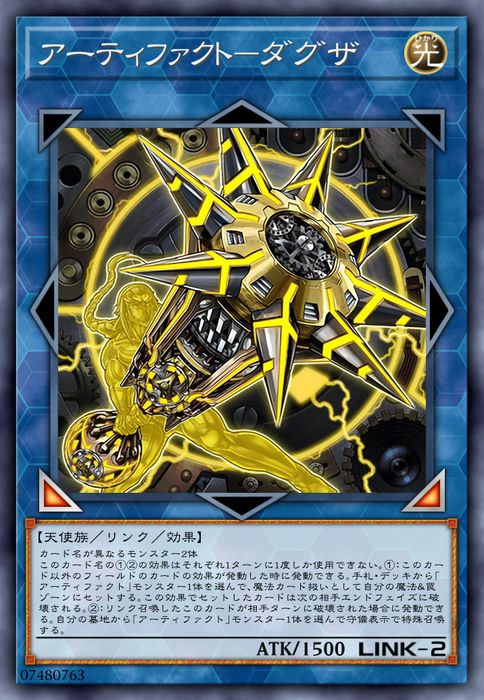 アーティファクトーダグザ
ひかり
光
【天使族／リンク／効果】
カード名が異なるモンスター2体
このカード名の①②の効果はそれぞれ1ターンに1度しか使用できない。①：このカー
ド以外のフィールドのカードの効果が発動した時に発動できる。手札・デッキから「ア
ーティファクト」モンスター1体を選んで、魔法カード扱いとして自分の魔法＆罠
ゾーンにセットする。この効果でセットしたカードは次の相手エンドフェイズに破
壊される。②：リンク召喚したこのカードが相手ターンに破壊された場合に発動でき
る。自分の墓地から「アーティファクト」モンスター1体を選んで守備表示で特殊召喚
する。
ATK/1500 LINK-2
07480763